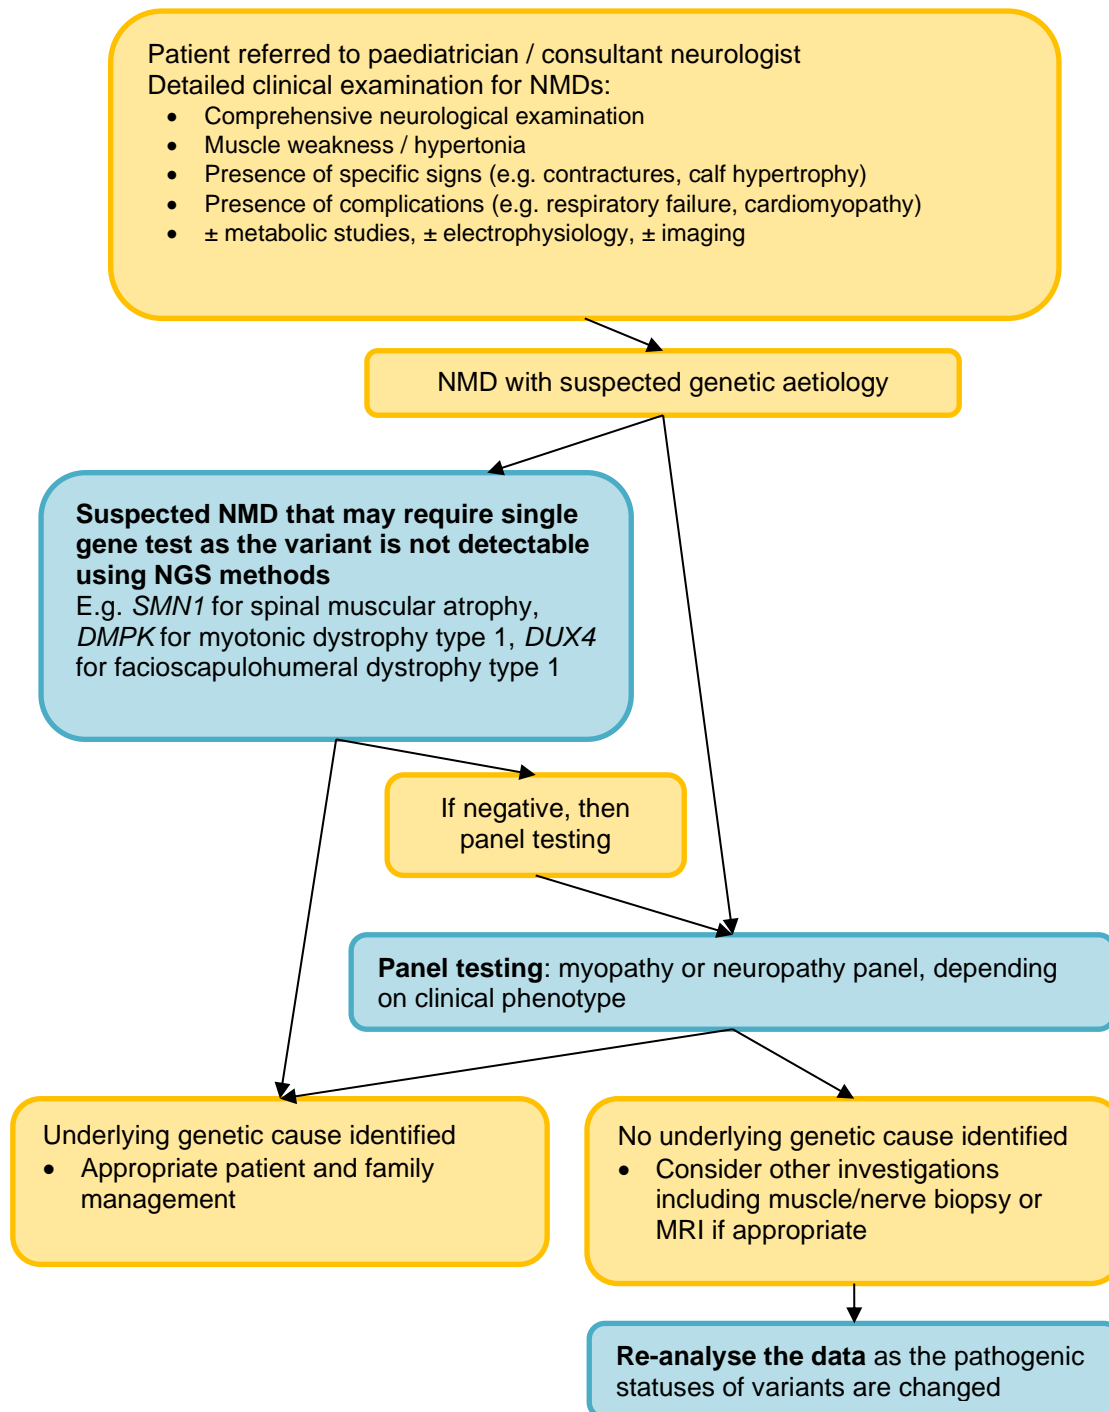 Patient referred to paediatrician / consultant neurologist
Detailed clinical examination for NMDs:
• Comprehensive neurological examination
• Muscle weakness / hypertonia
• Presence of specific signs (e.g. contractures, calf hypertrophy)
• Presence of complications (e.g. respiratory failure, cardiomyopathy)
• ± metabolic studies, ± electrophysiology, ± imaging
NMD with suspected genetic aetiology
Suspected NMD that may require single
gene test as the variant is not detectable
using NGS methods
E.g. SMN1 for spinal muscular atrophy,
DMPK for myotonic dystrophy type 1, DUX4
for facioscapulohumeral dystrophy type 1
If negative, then
panel testing
Panel testing: myopathy or neuropathy panel, depending
on clinical phenotype
Underlying genetic cause identified
• Appropriate patient and family
management
No underlying genetic cause identified
• Consider other investigations
including muscle/nerve biopsy or
MRI if appropriate
Re-analyse the data as the pathogenic
statuses of variants are changed